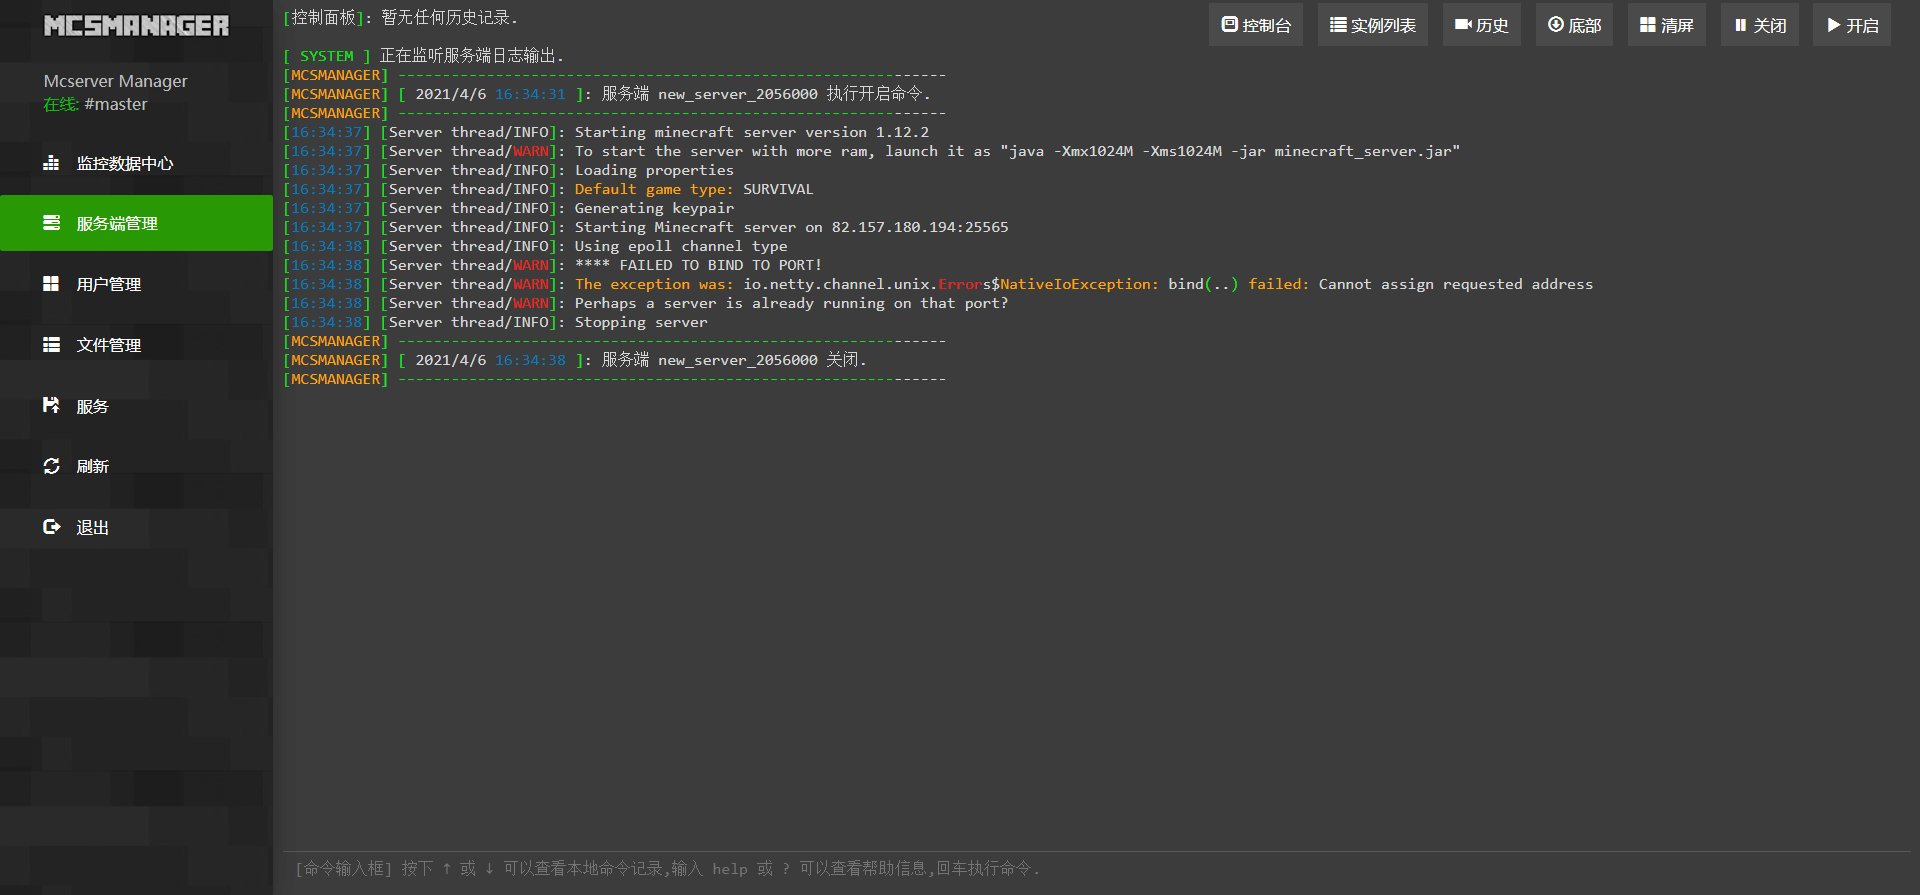 MCSMANAGER
Mcserver Manager
在线: #master
监控数据中心
服务端管理
用户管理
文件管理
服务
刷新
退出
控制台
实例列表
历史
底部
清屏
关闭
开启
[控制面板]: 暂无任何历史记录.
[ SYSTEM ] 正在监听服务端日志输出.
[MCSMANAGER] --------------------------------------------------------------
[MCSMANAGER] [ 2021/4/6 16:34:31 ]: 服务端 new_server_2056000 执行开启命令.
[MCSMANAGER] --------------------------------------------------------------
[16:34:37] [Server thread/INFO]: Starting minecraft server version 1.12.2
[16:34:37] [Server thread/WARN]: To start the server with more ram, launch it as "java -Xmx1024M -Xms1024M -jar minecraft_server.jar"
[16:34:37] [Server thread/INFO]: Loading properties
[16:34:37] [Server thread/INFO]: Default game type: SURVIVAL
[16:34:37] [Server thread/INFO]: Generating keypair
[16:34:37] [Server thread/INFO]: Starting Minecraft server on 82.157.180.194:25565
[16:34:38] [Server thread/INFO]: Using epoll channel type
[16:34:38] [Server thread/WARN]: **** FAILED TO BIND TO PORT!
[16:34:38] [Server thread/WARN]: The exception was: io.netty.channel.unix.Errors$NativeIoException: bind(..) failed: Cannot assign requested address
[16:34:38] [Server thread/WARN]: Perhaps a server is already running on that port?
[16:34:38] [Server thread/INFO]: Stopping server
[MCSMANAGER] --------------------------------------------------------------
[MCSMANAGER] [ 2021/4/6 16:34:38 ]: 服务端 new_server_2056000 关闭.
[MCSMANAGER] --------------------------------------------------------------
[命令输入框] 按下 ↑ 或 ↓ 可以查看本地命令记录,输入 help 或 ? 可以查看帮助信息,回车执行命令.